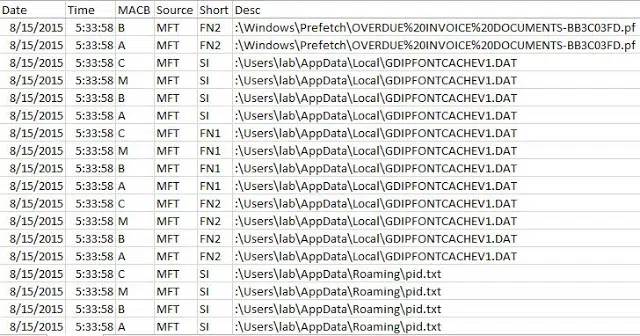 Date Time MACB Source Short Desc
8/15/2015 5:33:58 B MFT FN2 :\Windows\Prefetch\OVERDUE%20INVOICE%20DOCUMENTS-BB3C03FD.pf
8/15/2015 5:33:58 A MFT FN2 :\Windows\Prefetch\OVERDUE%20INVOICE%20DOCUMENTS-BB3C03FD.pf
8/15/2015 5:33:58 C MFT SI :\Users\lab\AppData\Local\GDIPFONTCACHEV1.DAT
8/15/2015 5:33:58 M MFT SI :\Users\lab\AppData\Local\GDIPFONTCACHEV1.DAT
8/15/2015 5:33:58 B MFT SI :\Users\lab\AppData\Local\GDIPFONTCACHEV1.DAT
8/15/2015 5:33:58 A MFT SI :\Users\lab\AppData\Local\GDIPFONTCACHEV1.DAT
8/15/2015 5:33:58 C MFT FN1 :\Users\lab\AppData\Local\GDIPFONTCACHEV1.DAT
8/15/2015 5:33:58 M MFT FN1 :\Users\lab\AppData\Local\GDIPFONTCACHEV1.DAT
8/15/2015 5:33:58 B MFT FN1 :\Users\lab\AppData\Local\GDIPFONTCACHEV1.DAT
8/15/2015 5:33:58 A MFT FN1 :\Users\lab\AppData\Local\GDIPFONTCACHEV1.DAT
8/15/2015 5:33:58 C MFT FN2 :\Users\lab\AppData\Local\GDIPFONTCACHEV1.DAT
8/15/2015 5:33:58 M MFT FN2 :\Users\lab\AppData\Local\GDIPFONTCACHEV1.DAT
8/15/2015 5:33:58 B MFT FN2 :\Users\lab\AppData\Local\GDIPFONTCACHEV1.DAT
8/15/2015 5:33:58 A MFT FN2 :\Users\lab\AppData\Local\GDIPFONTCACHEV1.DAT
8/15/2015 5:33:58 C MFT SI :\Users\lab\AppData\Roaming\pid.txt
8/15/2015 5:33:58 M MFT SI :\Users\lab\AppData\Roaming\pid.txt
8/15/2015 5:33:58 B MFT SI :\Users\lab\AppData\Roaming\pid.txt
8/15/2015 5:33:58 A MFT SI :\Users\lab\AppData\Roaming\pid.txt